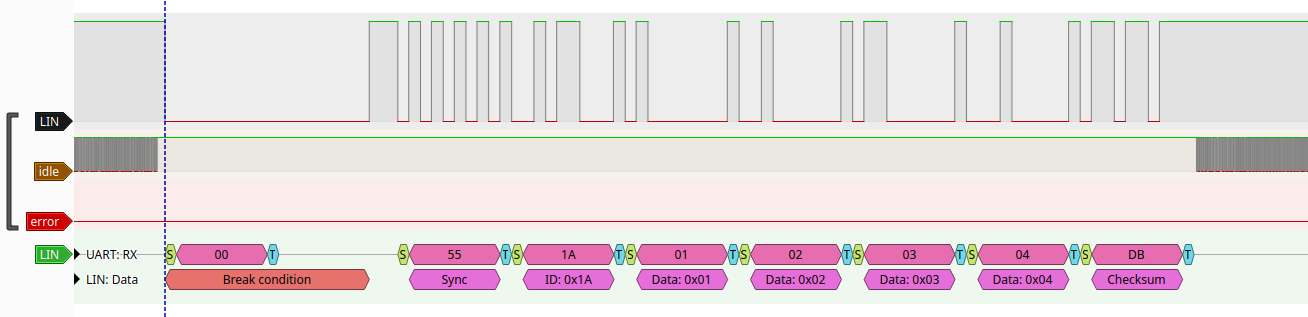 LIN
idle
error
LIN UART: RX S 00 T S 55 T S 1A T S 01 T S 02 T S 03 T S 04 T S DB T
LIN: Data Break condition Sync ID: 0x1A Data: 0x01 Data: 0x02 Data: 0x03 Data: 0x04 Checksum